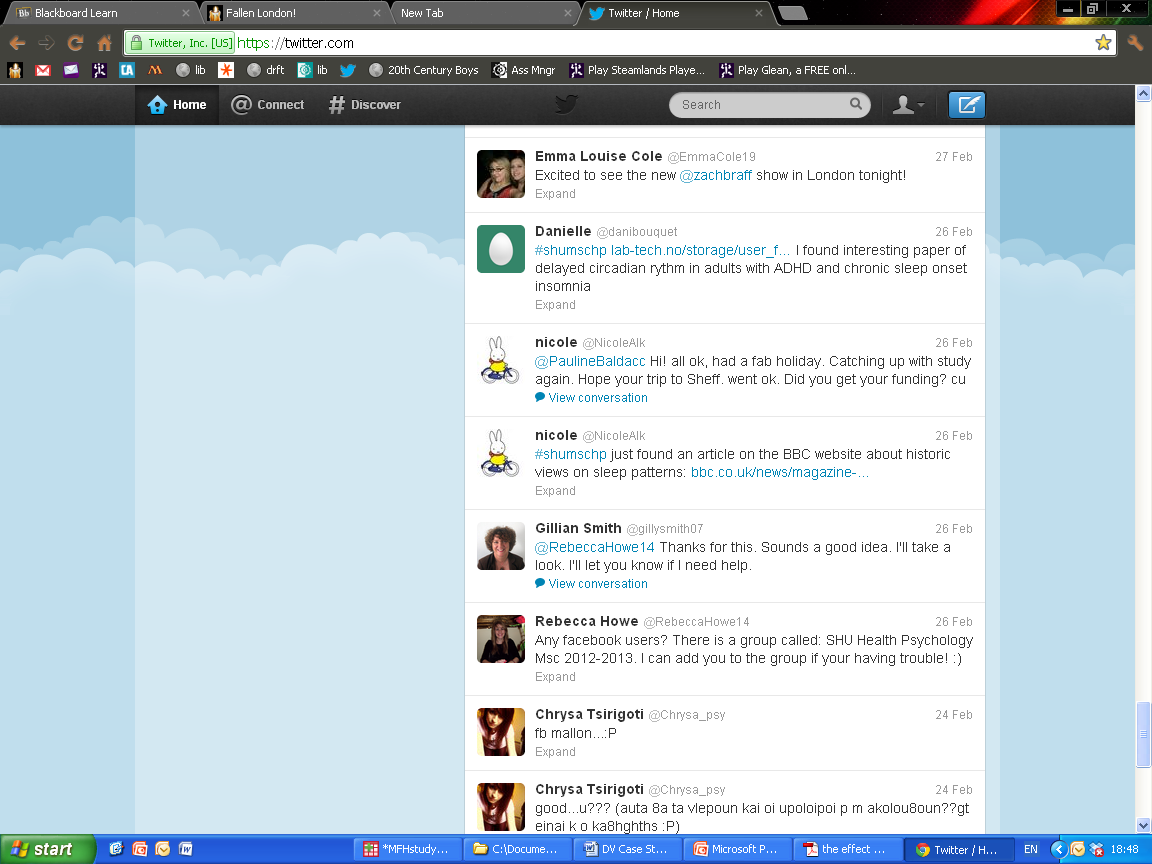 Blackboard Learn
Fallen London!
New Tab
Twitter / Home
Twitter, Inc. [US] https://twitter.com
lib
drft
lib
20th Century Boys
Ass Mngr
Play Steamlands Playe...
Play Glean, a FREE onl...
Home
Connect
Discover
Search
Emma Louise Cole @EmmaCole19 27 Feb
Excited to see the new @zachbraff show in London tonight!
Expand
Danielle @danibouquet 26 Feb
#shumschp lab-tech.no/storage/user_f... I found interesting paper of
delayed circadian rythm in adults with ADHD and chronic sleep onset
insomnia
Expand
nicole @NicoleAlk 26 Feb
@PaulineBaldacc Hi! all ok, had a fab holiday. Catching up with study
again. Hope your trip to Sheff. went ok. Did you get your funding? cu
View conversation
nicole @NicoleAlk 26 Feb
#shumschp just found an article on the BBC website about historic
views on sleep patterns: bbc.co.uk/news/magazine-...
Expand
Gillian Smith @gillysmith07 26 Feb
@RebeccaHowe14 Thanks for this. Sounds a good idea. I'll take a
look. I'll let you know if I need help.
View conversation
Rebecca Howe @RebeccaHowe14 26 Feb
Any facebook users? There is a group called: SHU Health Psychology
Msc 2012-2013. I can add you to the group if your having trouble! :)
Expand
Chrysa Tsirigoti @Chrysa_psy 24 Feb
fb mallon...:P
Expand
Chrysa Tsirigoti @Chrysa_psy 24 Feb
good...u??? (auta 8a ta vlepoun kai oi upoloipoi p m akolou8oun??gt
einai k o ka8hghths :P)
start
*MFHstudy...
C:\Docume...
DV Case St...
Microsoft P...
the effect ...
Twitter / H...
EN
18:48